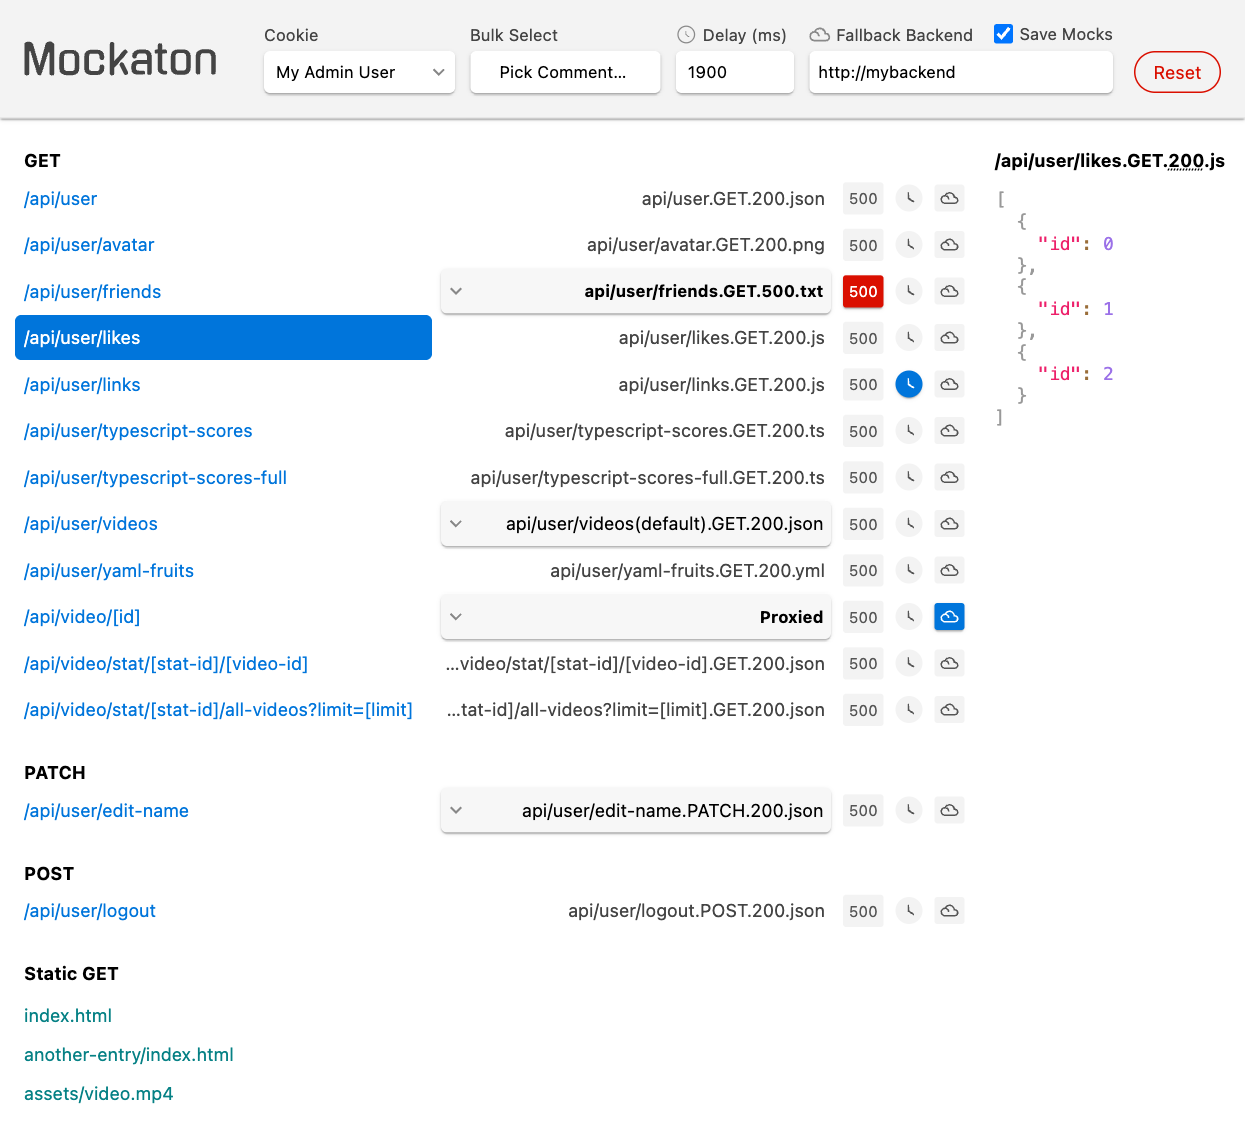 Mockaton
Cookie
My Admin User
Bulk Select
Pick Comment...
Delay (ms)
1900
Fallback Backend
http://mybackend
Save Mocks
Reset
GET
/api/user api/user.GET.200.json 500
/api/user/avatar api/user/avatar.GET.200.png 500
/api/user/friends api/user/friends.GET.500.txt 500
/api/user/likes api/user/likes.GET.200.js 500
/api/user/links api/user/links.GET.200.js 500
/api/user/typescript-scores api/user/typescript-scores.GET.200.ts 500
/api/user/typescript-scores-full api/user/typescript-scores-full.GET.200.ts 500
/api/user/videos api/user/videos(default).GET.200.json 500
/api/user/yaml-fruits api/user/yaml-fruits.GET.200.yml 500
/api/video/[id] Proxied 500
/api/video/stat/[stat-id]/[video-id] ...video/stat/[stat-id]/[video-id].GET.200.json 500
/api/video/stat/[stat-id]/all-videos?limit=[limit] ...tat-id]/all-videos?limit=[limit].GET.200.json 500
PATCH
/api/user/edit-name api/user/edit-name.PATCH.200.json 500
POST
/api/user/logout api/user/logout.POST.200.json 500
Static GET
index.html
another-entry/index.html
assets/video.mp4
/api/user/likes.GET.200.js
[
{
"id": 0
},
{
"id": 1
},
{
"id": 2
}
]